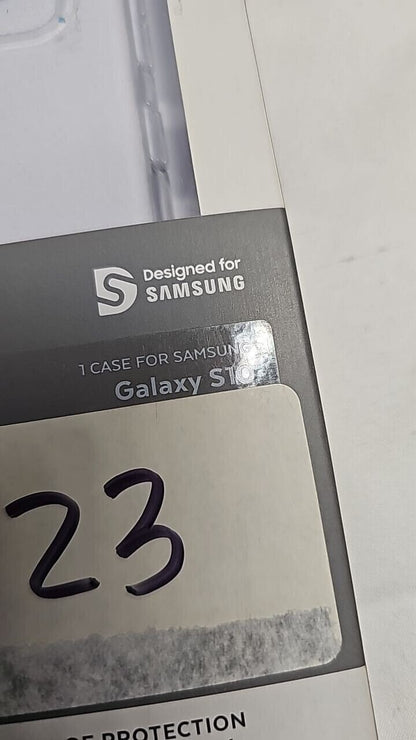 Designed for
SAMSUNG
1 CASE FOR SAMSUNG
Galaxy S10
23
OF PROTECTION